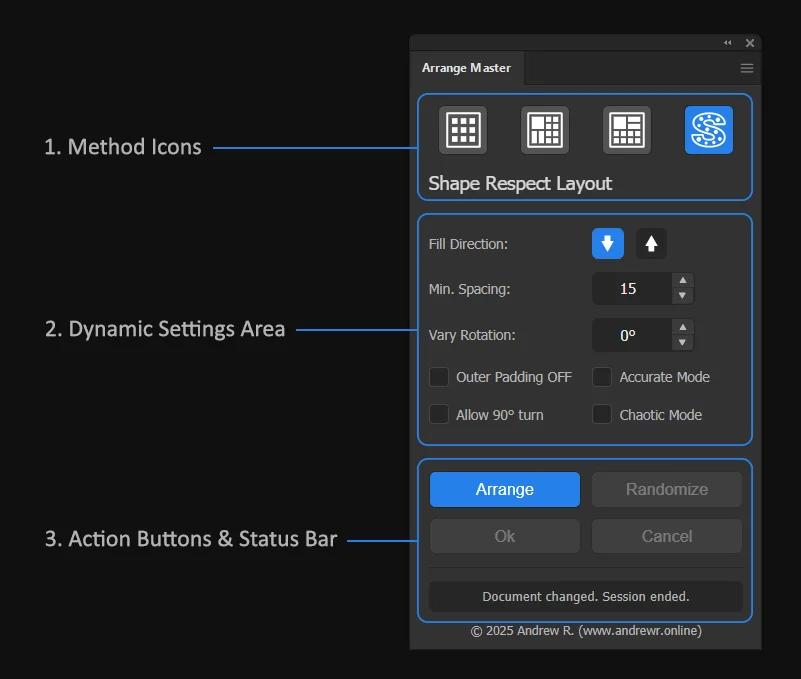 Arrange Master
1. Method Icons
Shape Respect Layout
Fill Direction:
Min. Spacing:
15
2. Dynamic Settings Area
Vary Rotation:
0°
Outer Padding OFF
Accurate Mode
Allow 90° turn
Chaotic Mode
Arrange
Randomize
3. Action Buttons & Status Bar
Ok
Cancel
Document changed. Session ended.
© 2025 Andrew R. (www.andrewr.online)